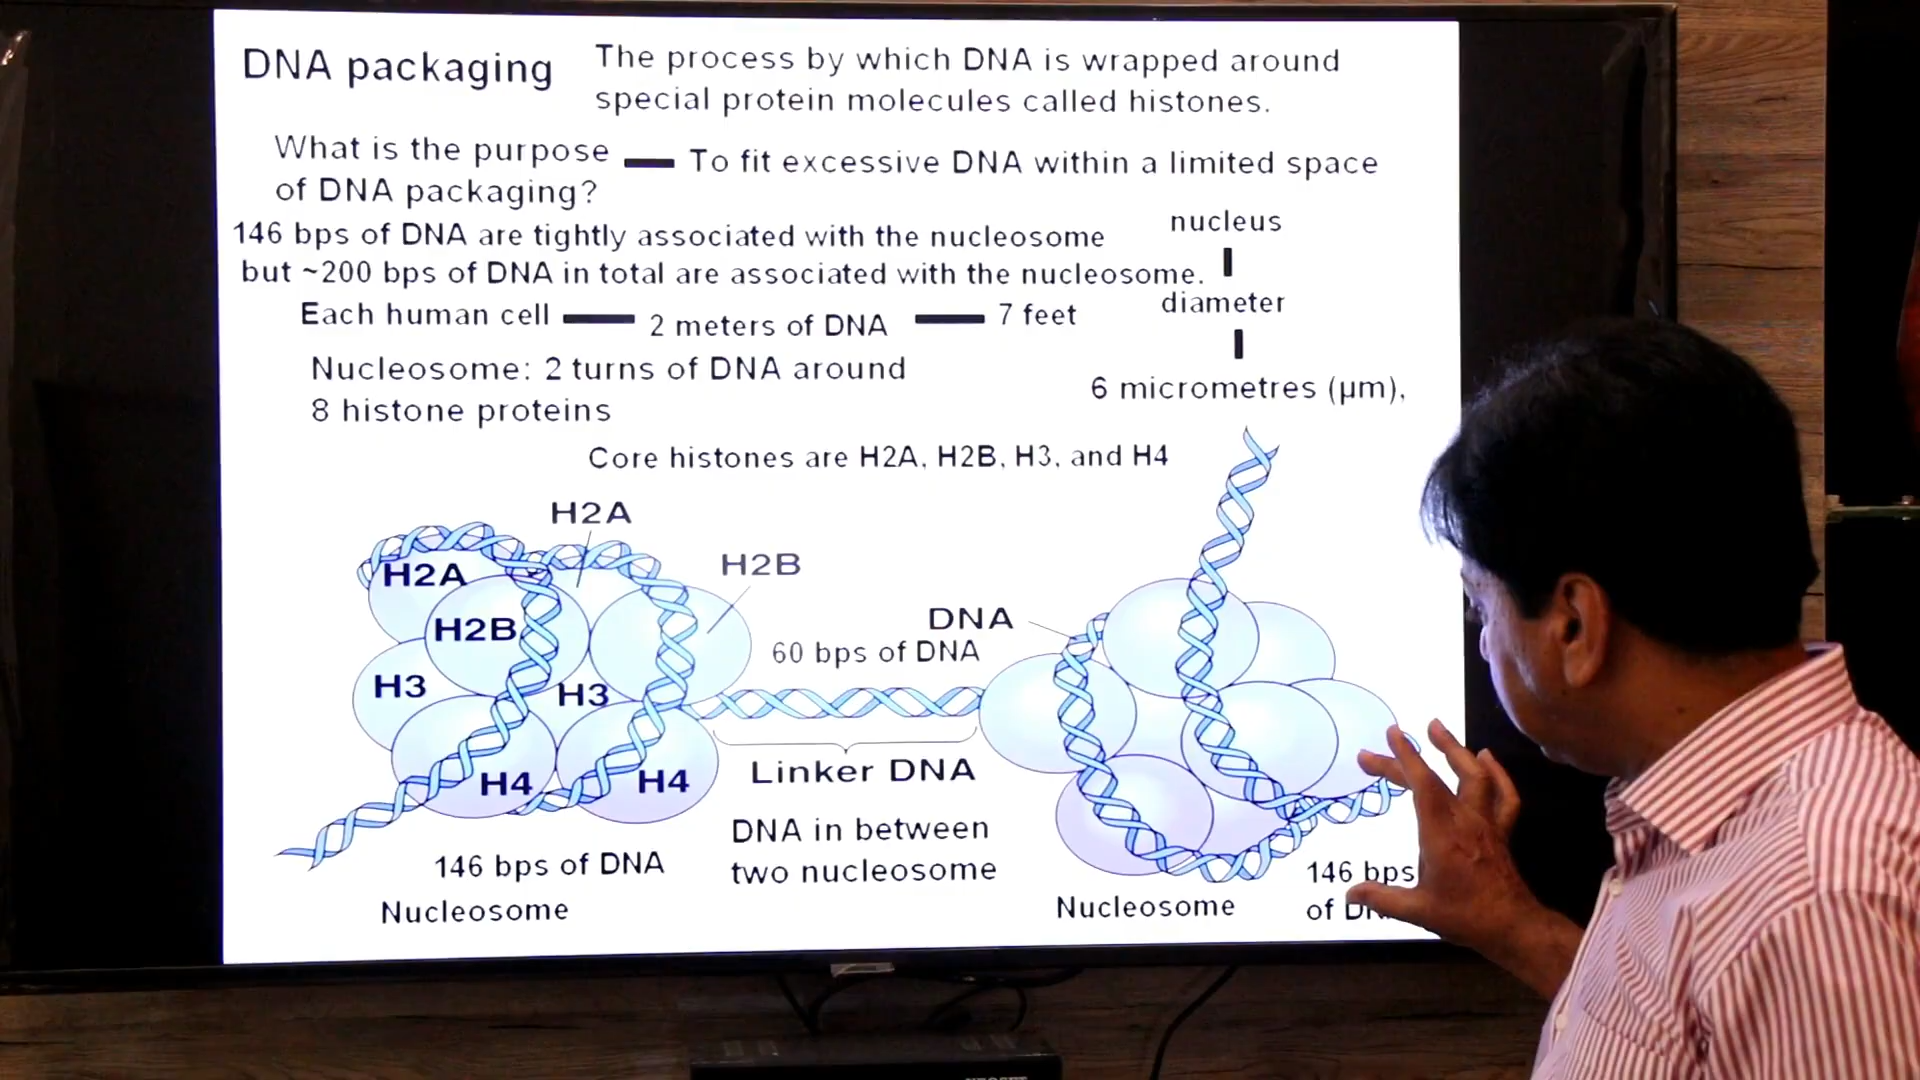 DNA packaging
The process by which DNA is wrapped around
special protein molecules called histones.
What is the purpose
of DNA packaging?
To fit excessive DNA within a limited space
146 bps of DNA are tightly associated with the nucleosome
but ~200 bps of DNA in total are associated with the nucleosome.
nucleus
diameter
6 micrometres (µm),
Each human cell
2 meters of DNA
7 feet
Nucleosome: 2 turns of DNA around
8 histone proteins
Core histones are H2A, H2B, H3, and H4
H2A
H2B
H2A
H2B
H3
H3
H4
H4
DNA
60 bps of DNA
Linker DNA
DNA in between
two nucleosome
146 bps of DNA
Nucleosome
Nucleosome
146 bps
of